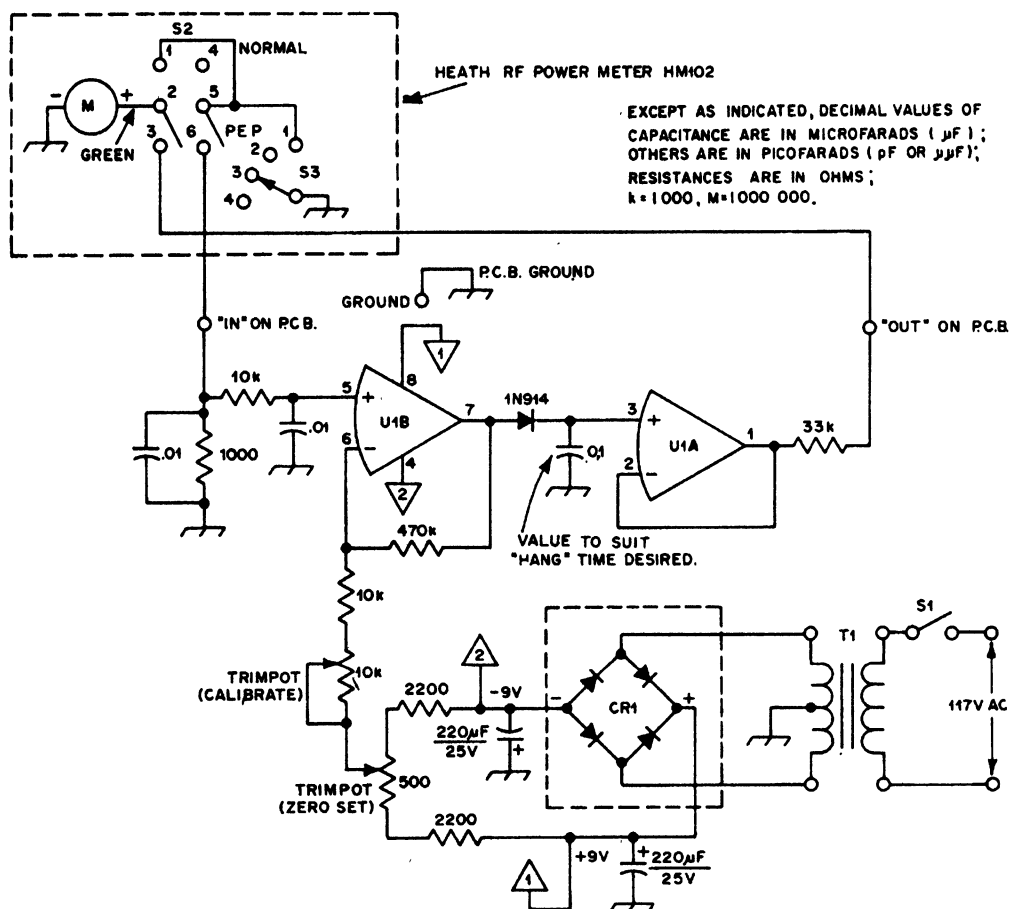 S2
1
4
NORMAL
HEATH RF POWER METER HM102
- M +
2
5
GREEN
3
6
PEP
1
2
3
S3
4
EXCEPT AS INDICATED, DECIMAL VALUES OF
CAPACITANCE ARE IN MICROFARADS ( µF ) ;
OTHERS ARE IN PICOFARADS ( pF OR µµF);
RESISTANCES ARE IN OHMS ;
k=1000, M=1000 000.
P.C.B. GROUND
GROUND
"IN" ON P.C.B.
"OUT" ON P.C.B.
1
10k
5
+
8
U1B
7
1N914
3
+
U1A
1
33k
.01
1000
.01
6
-
4
2
0.1
2
-
470k
VALUE TO SUIT
"HANG" TIME DESIRED.
10k
TRIMPOT
(CALIBRATE)
10k
2
-9V
-
CR1
+
T1
S1
117V AC
2200
220µF
25V
+
TRIMPOT
(ZERO SET)
500
2200
+9V
+
220µF
25V
1